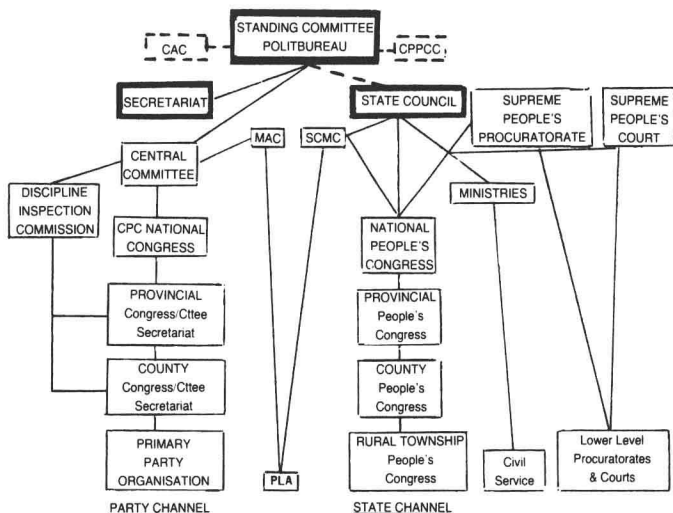 STANDING COMMITTEE
POLITBUREAU
CAC
CPPCC
SECRETARIAT
STATE COUNCIL
SUPREME
PEOPLE'S
PROCURATORATE
SUPREME
PEOPLE'S
COURT
MAC
SCMC
CENTRAL
COMMITTEE
MINISTRIES
DISCIPLINE
INSPECTION
COMMISSION
CPC NATIONAL
CONGRESS
NATIONAL
PEOPLE'S
CONGRESS
PROVINCIAL
Congress/Cttee
Secretariat
PROVINCIAL
People's
Congress
COUNTY
Congress/Cttee
Secretariat
COUNTY
People's
Congress
PRIMARY
PARTY
ORGANISATION
PLA
RURAL TOWNSHIP
People's
Congress
Civil
Service
Lower Level
Procuratorates
& Courts
PARTY CHANNEL
STATE CHANNEL